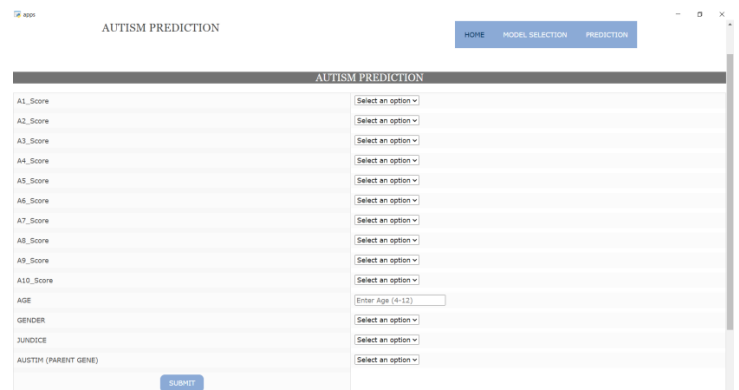 apps
AUTISM PREDICTION
HOME MODEL SELECTION PREDICTION
AUTISM PREDICTION
A1_Score Select an option
A2_Score Select an option
A3_Score Select an option
A4_Score Select an option
A5_Score Select an option
A6_Score Select an option
A7_Score Select an option
A8_Score Select an option
A9_Score Select an option
A10_Score Select an option
AGE Enter Age (4-12)
GENDER Select an option
JUNDICE Select an option
AUSTIM (PARENT GENE) Select an option
SUBMIT